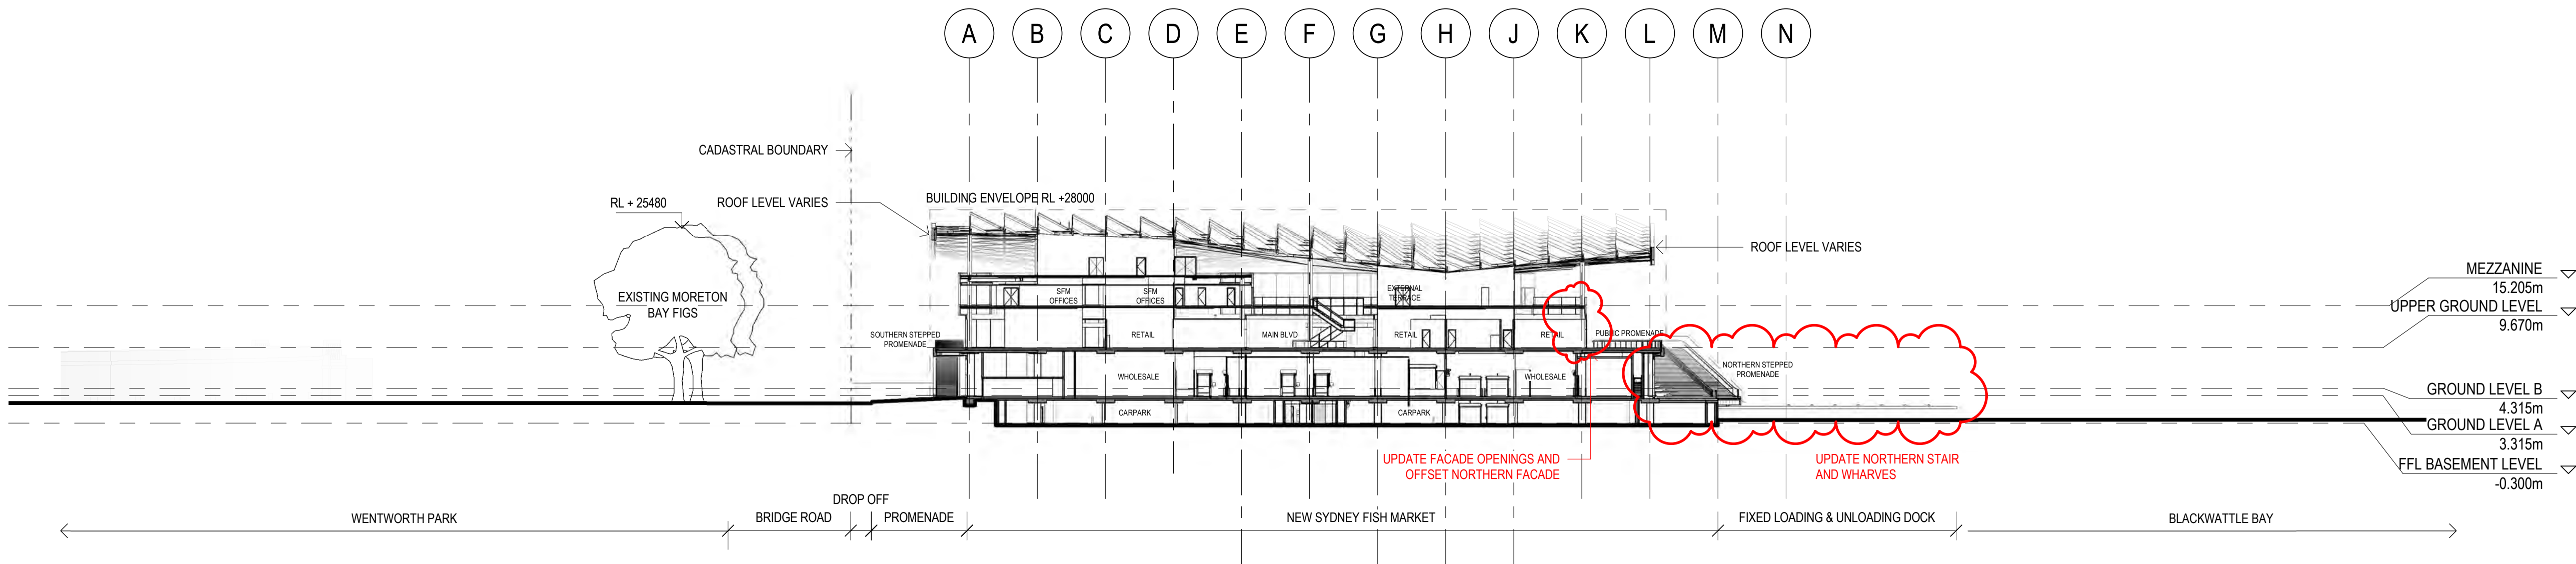 A B C D E F G H J K L M N
CADASTRAL BOUNDARY
RL + 25480
ROOF LEVEL VARIES
BUILDING ENVELOPE RL +28000
ROOF LEVEL VARIES
EXISTING MORETON
BAY FIGS
SFM
OFFICES
SFM
OFFICES
EXTERNAL
TERRACE
SOUTHERN STEPPED
PROMENADE
RETAIL
MAIN BLVD
RETAIL
RETAIL
PUBLIC PROMENADE
WHOLESALE
WHOLESALE
NORTHERN STEPPED
PROMENADE
CARPARK
CARPARK
MEZZANINE
15.205m
UPPER GROUND LEVEL
9.670m
GROUND LEVEL B
4.315m
GROUND LEVEL A
3.315m
FFL BASEMENT LEVEL
-0.300m
UPDATE FACADE OPENINGS AND
OFFSET NORTHERN FACADE
UPDATE NORTHERN STAIR
AND WHARVES
WENTWORTH PARK
BRIDGE ROAD
DROP OFF
PROMENADE
NEW SYDNEY FISH MARKET
FIXED LOADING & UNLOADING DOCK
BLACKWATTLE BAY